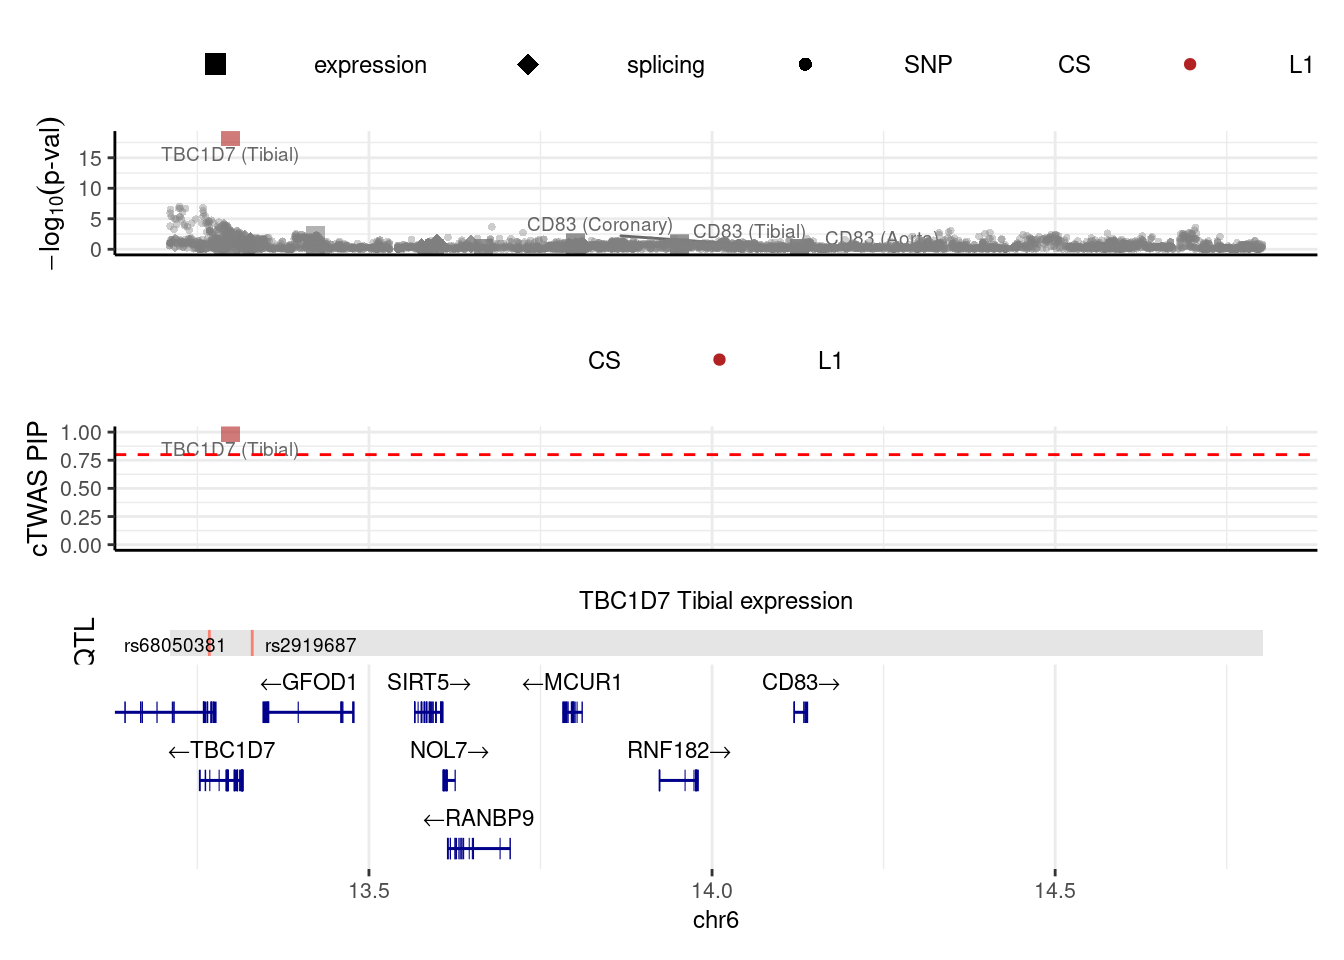 expression splicing SNP CS L1
−log10(p-val)
15
10
5
0
TBC1D7 (Tibial)
CD83 (Coronary)
CD83 (Tibial)
CD83 (Aorta)
CS L1
cTWAS PIP
1.00
0.75
0.50
0.25
0.00
TBC1D7 (Tibial)
TBC1D7 Tibial expression
QTL
rs68050381 rs2919687
←GFOD1 SIRT5→ ←MCUR1 CD83→
←TBC1D7 NOL7→ RNF182→
←RANBP9
13.5 14.0 14.5
chr6